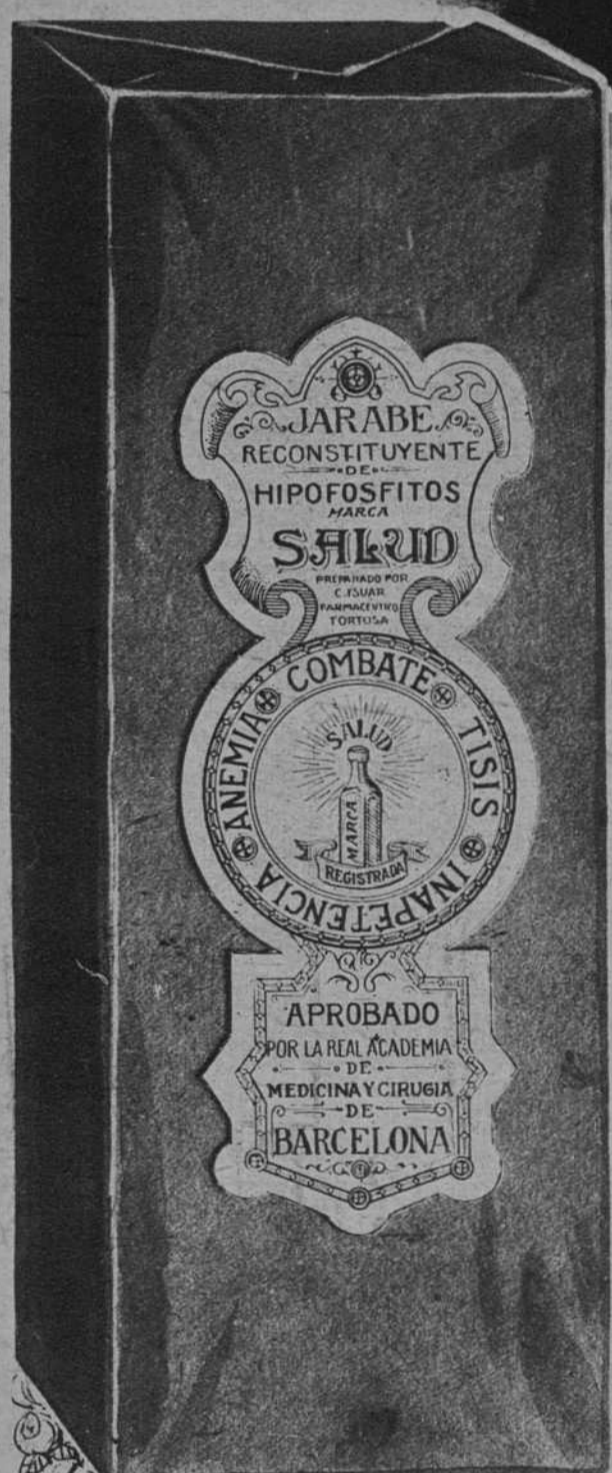 JARABE
RECONSTITUYENTE
DE
HIPOFOSFITOS
MARCA
SALUD
PREPARADO POR
C. ISUAR
FARMACEUTICO
TORTOSA
COMBATE
TISIS
INAPETENCIA
ANEMIA
SALUD
MARCA
REGISTRADA
APROBADO
POR LA REAL ACADEMIA
DE
MEDICINA Y CIRUGIA
DE
BARCELONA